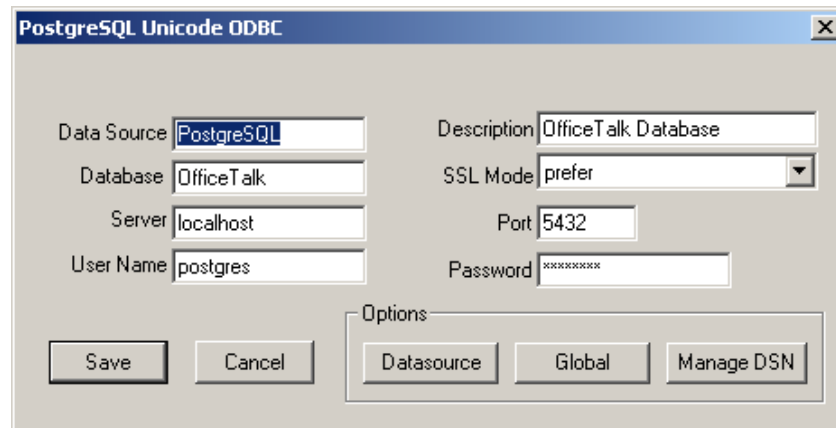 PostgreSQL Unicode ODBC
Data Source PostgreSQL
Description OfficeTalk Database
Database OfficeTalk
SSL Mode prefer
Server localhost
Port 5432
User Name postgres
Password ********
Options
Save
Cancel
Datasource
Global
Manage DSN